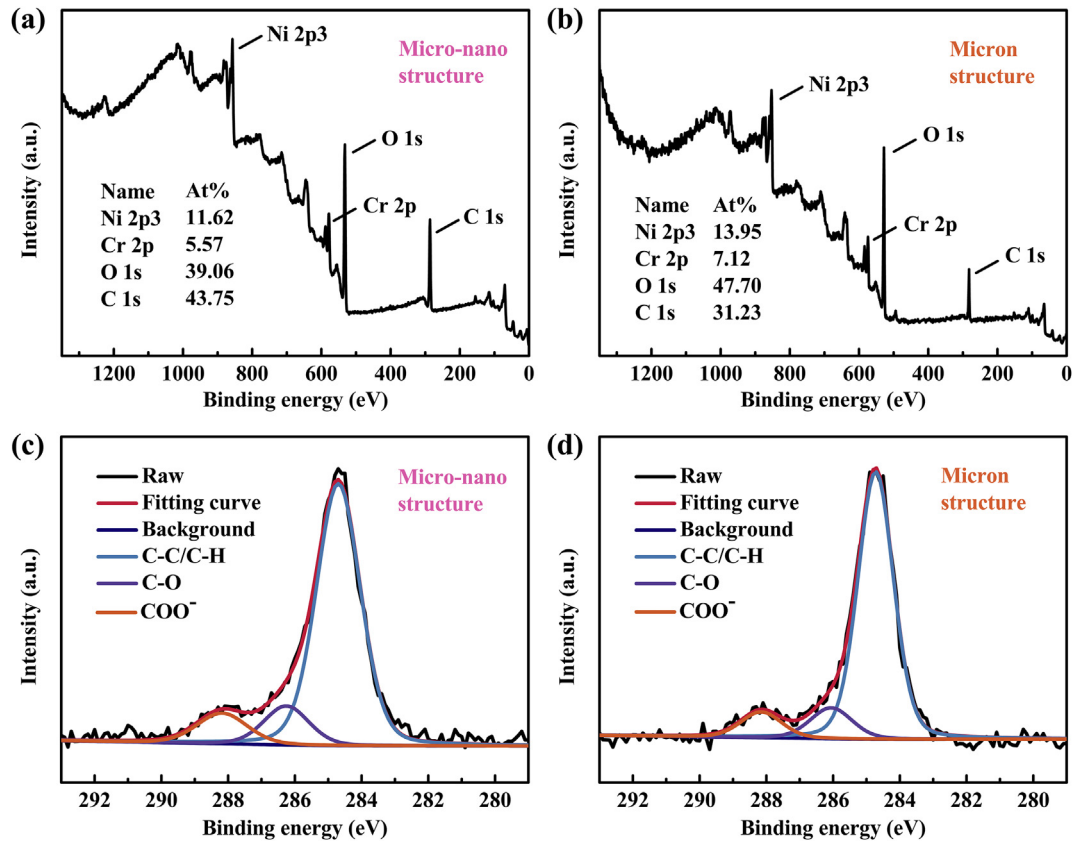 (a)
Ni 2p3
Micro-nano
structure
O 1s
Cr 2p
C 1s
Name At%
Ni 2p3 11.62
Cr 2p 5.57
O 1s 39.06
C 1s 43.75
Intensity (a.u.)
1200 1000 800 600 400 200 0
Binding energy (eV)
(b)
Ni 2p3
Micron
structure
O 1s
Cr 2p
C 1s
Name At%
Ni 2p3 13.95
Cr 2p 7.12
O 1s 47.70
C 1s 31.23
Intensity (a.u.)
1200 1000 800 600 400 200 0
Binding energy (eV)
(c)
Raw
Fitting curve
Background
C-C/C-H
C-O
COO⁻
Micro-nano
structure
Intensity (a.u.)
292 290 288 286 284 282 280
Binding energy (eV)
(d)
Raw
Fitting curve
Background
C-C/C-H
C-O
COO⁻
Micron
structure
Intensity (a.u.)
292 290 288 286 284 282 280
Binding energy (eV)